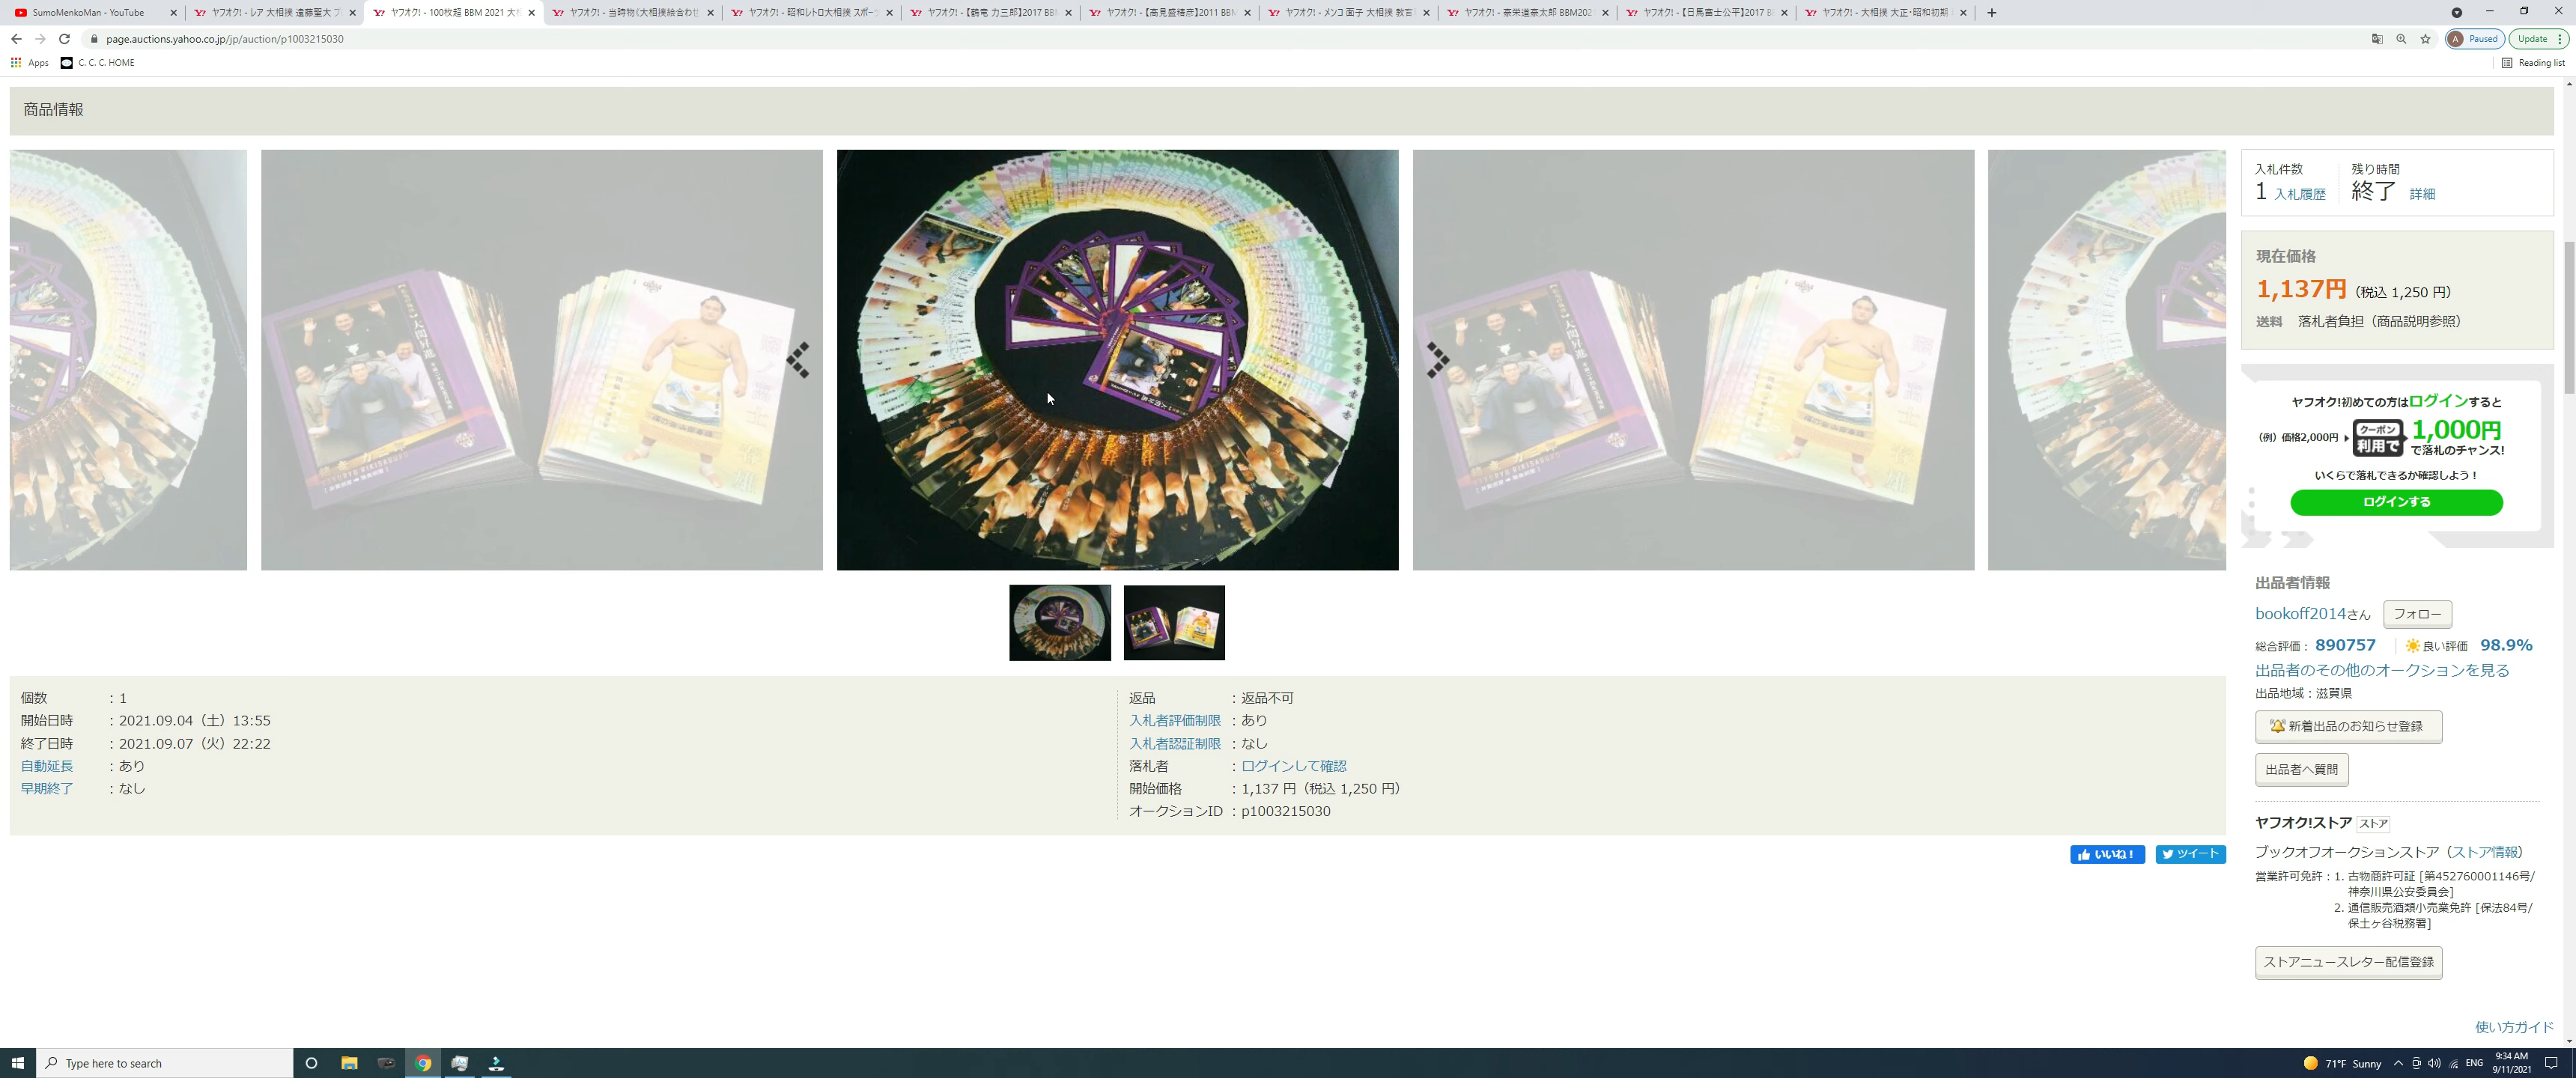 SumoMenkoMan - YouTube
ヤフオク! - レア 大相撲 遠藤聖大 プ
ヤフオク! - 100枚超 BBM 2021 大相
ヤフオク! - 当時物《大相撲絵合わせ
ヤフオク! - 昭和レトロ大相撲 スポーツ
ヤフオク! - 【鶴竜 力三郎】2017 BBM
ヤフオク! - 【高見盛精彦】2011 BBM
ヤフオク! - メンコ 面子 大相撲
ヤフオク! - 豪栄道豪太郎 BBM202
ヤフオク! - 【日馬富士公平】2017 B
ヤフオク! - 大相撲 大正・昭和初期
page.auctions.yahoo.co.jp/jp/auction/p1003215030
A Paused
Update
Apps
C. C. C. HOME
Reading list
商品情報
入札件数
残り時間
1 入札履歴
終了 詳細
現在価格
1,137円（税込 1,250 円）
送料 落札者負担（商品説明参照）
ヤフオク!初めての方はログインすると
（例）価格2,000円
クーポン
利用で
1,000円
で落札のチャンス!
いくらで落札できるか確認しよう！
ログインする
出品者情報
bookoff2014さん
フォロー
総合評価： 890757
良い評価 98.9%
出品者のその他のオークションを見る
出品地域：滋賀県
新着出品のお知らせ登録
出品者へ質問
ヤフオク!ストア ストア
ブックオフオークションストア（ストア情報）
営業許可免許：1. 古物商許可証 [第452760001146号/
神奈川県公安委員会]
2. 通信販売酒類小売業免許 [保法84号/
保土ヶ谷税務署]
ストアニュースレター配信登録
使い方ガイド
個数 ：1
開始日時 ：2021.09.04（土）13:55
終了日時 ：2021.09.07（火）22:22
自動延長 ：あり
早期終了 ：なし
返品 ：返品不可
入札者評価制限 ：あり
入札者認証制限 ：なし
落札者 ：ログインして確認
開始価格 ：1,137 円（税込 1,250 円）
オークションID ：p1003215030
いいね！
ツイート
Type here to search
71°F Sunny
ENG
9:34 AM
9/11/2021